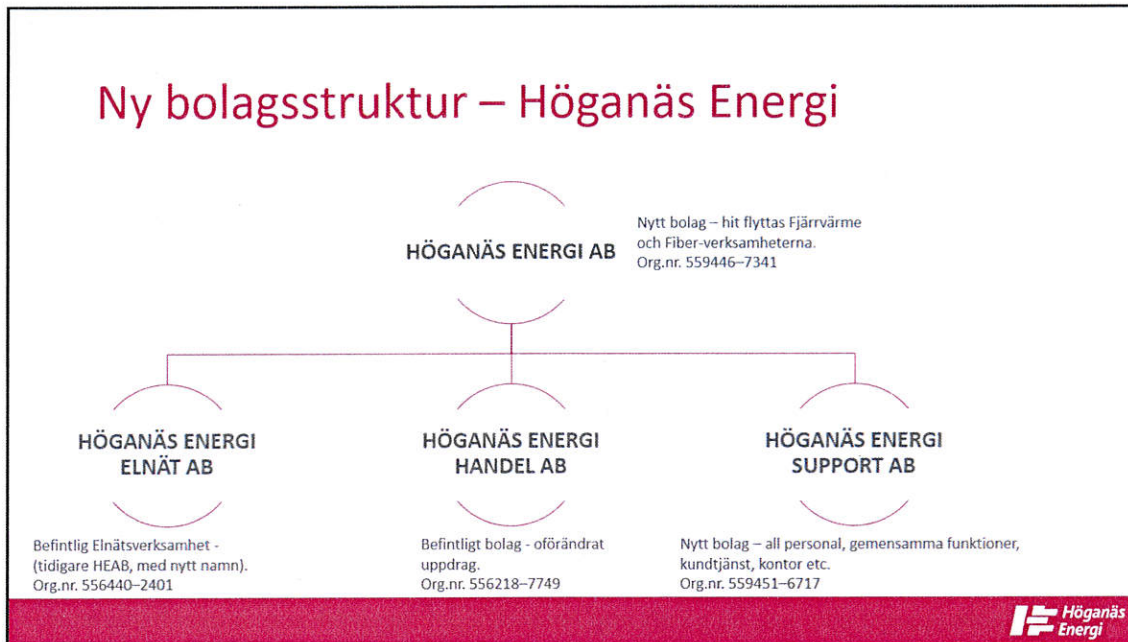 Ny bolagsstruktur – Höganäs Energi
HÖGANÄS ENERGI AB
Nytt bolag – hit flyttas Fjärrvärme
och Fiber-verksamheterna.
Org.nr. 559446–7341
HÖGANÄS ENERGI
ELNÄT AB
Befintlig Elnätsverksamhet -
(tidigare HEAB, med nytt namn).
Org.nr. 556440–2401
HÖGANÄS ENERGI
HANDEL AB
Befintligt bolag - oförändrat
uppdrag.
Org.nr. 556218–7749
HÖGANÄS ENERGI
SUPPORT AB
Nytt bolag – all personal, gemensamma funktioner,
kundtjänst, kontor etc.
Org.nr. 559451–6717
Höganäs
Energi